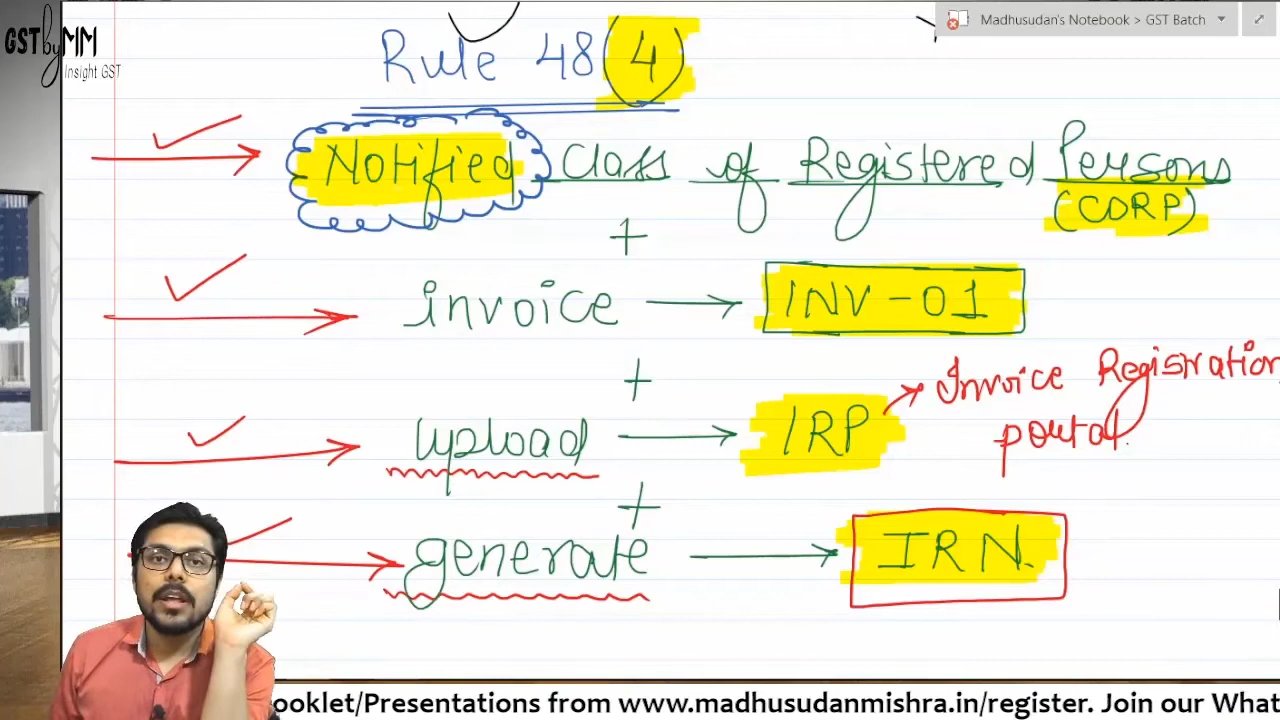 GST by MM
Insight GST
Madhusudan's Notebook > GST Batch
Rule 48(4)
Notified Class of Registered Persons
(CORP)
+
invoice → INV-01
+
upload → IRP → Invoice Registration
portal.
+
generate → IRN.
ooklet/Presentations from www.madhusudanmishra.in/register. Join our What